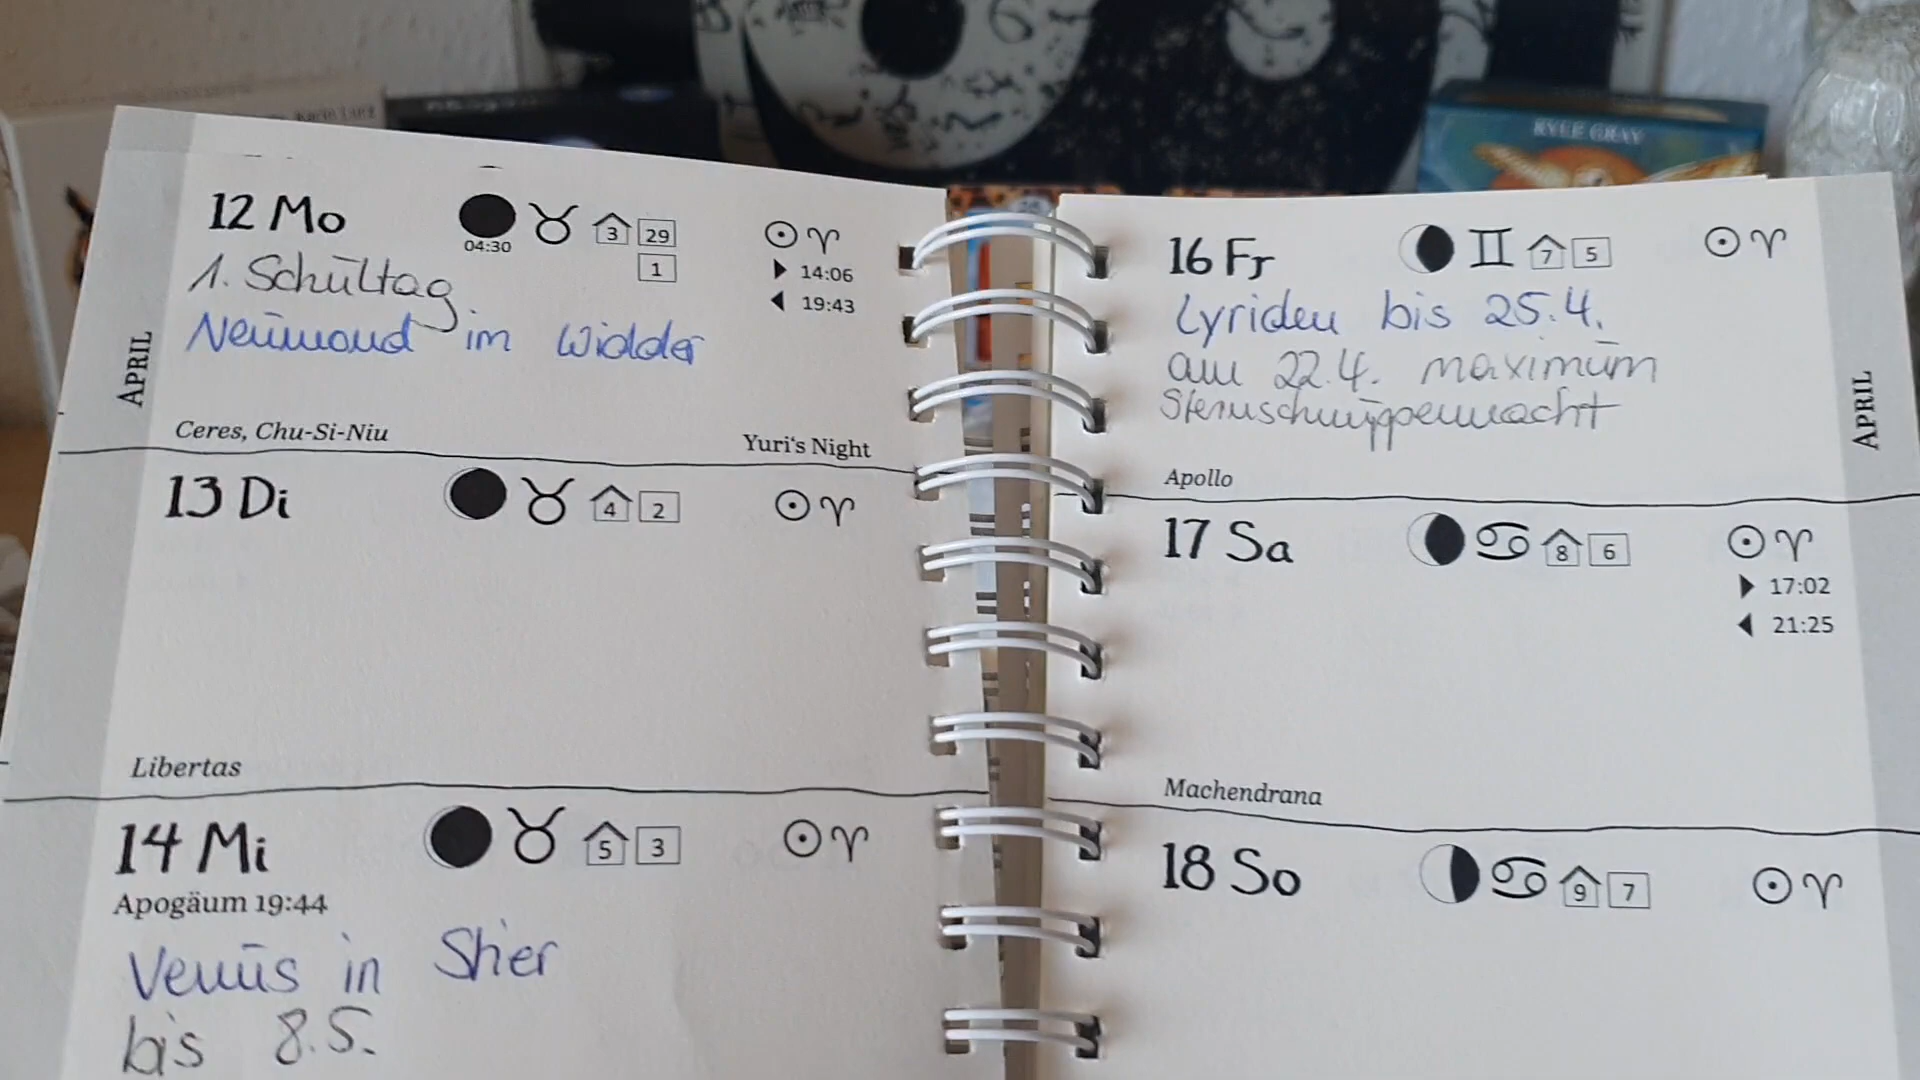 KYLE GRAY
APRIL
12 Mo
04:30
3 29
1
14:06
19:43
1. Schultag
Neumond im Widder
Ceres, Chu-Si-Niu
Yuri's Night
13 Di
4 2
Libertas
14 Mi
5 3
Apogäum 19:44
Venus in Stier
bis 8.5.
APRIL
16 Fr
7 5
Lyriden bis 25.4.
am 22.4. maximum
Sternschnuppennacht
Apollo
17 Sa
8 6
17:02
21:25
Machendrana
18 So
9 7